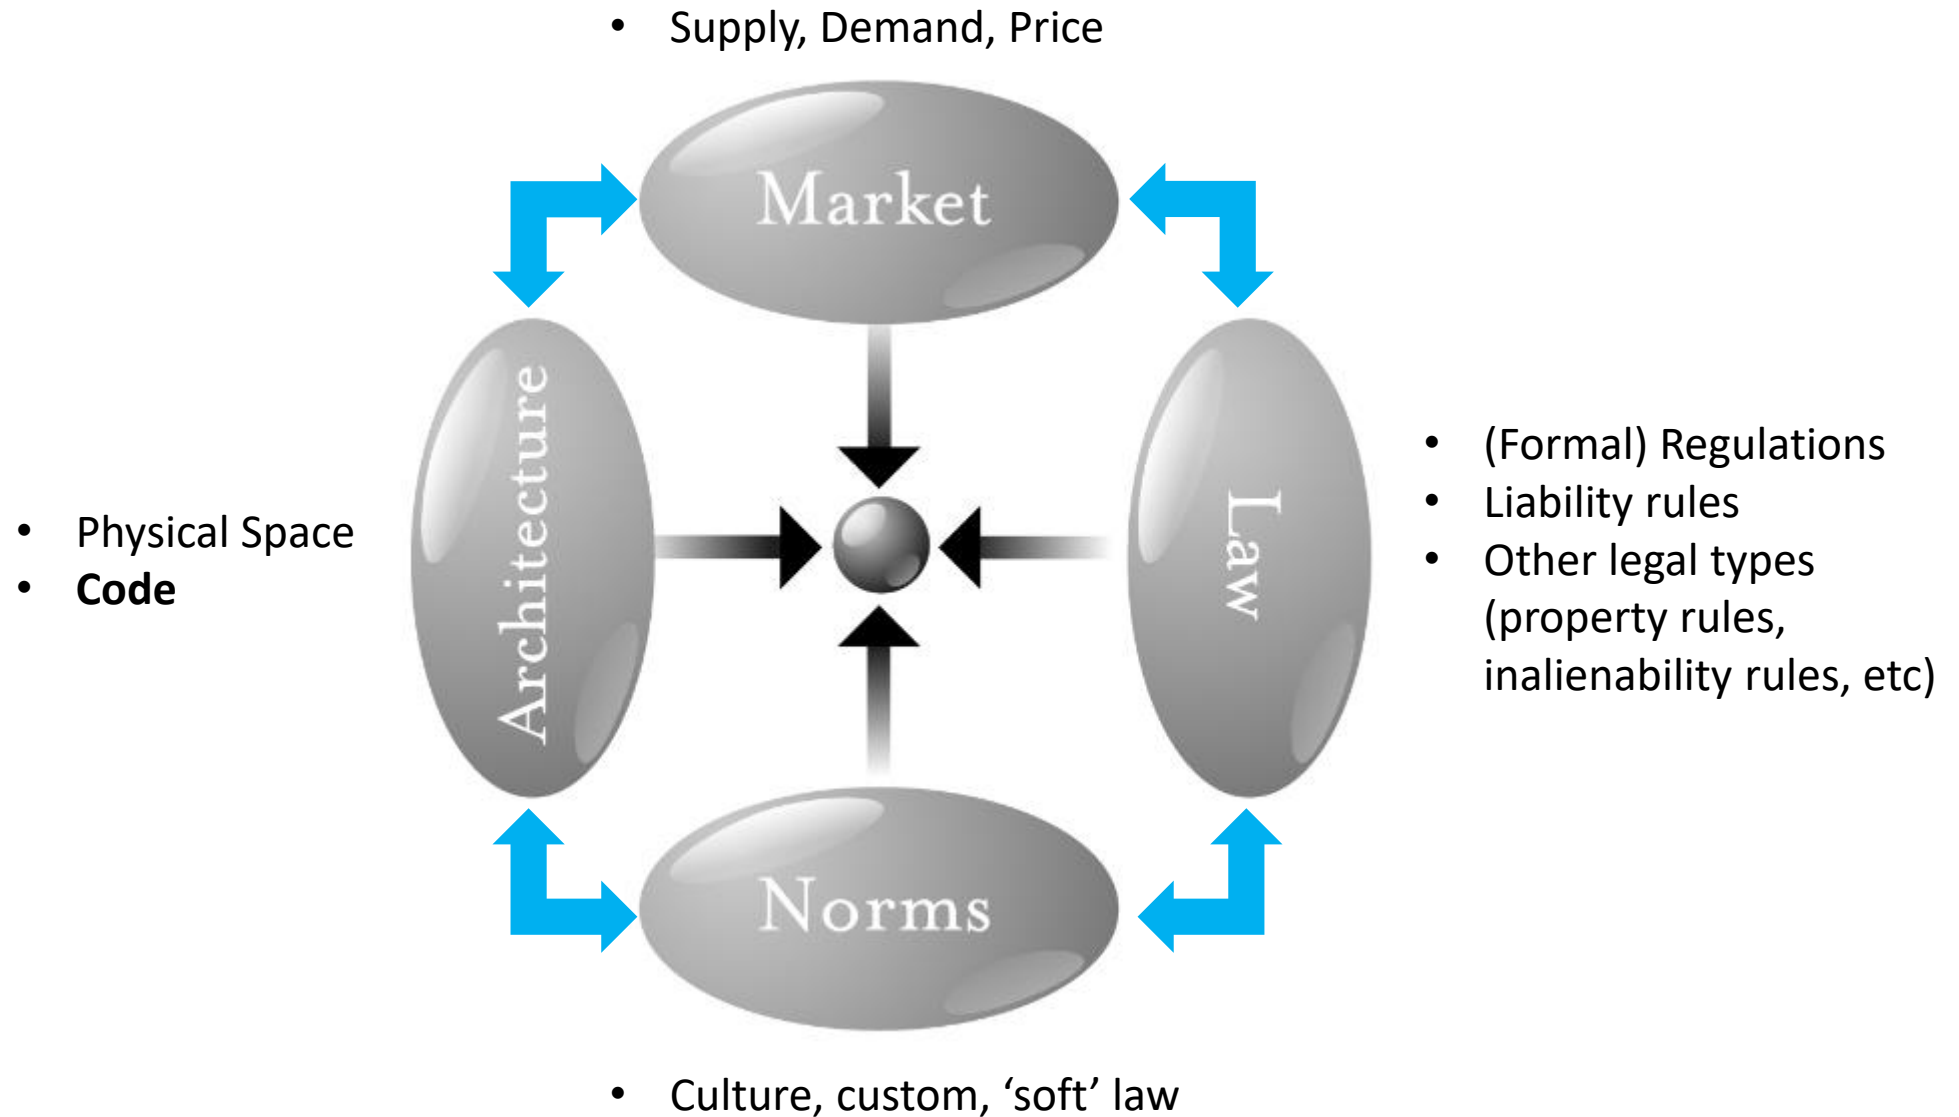 • Supply, Demand, Price
Market
Architecture
• Physical Space
• Code
Law
• (Formal) Regulations
• Liability rules
• Other legal types
(property rules,
inalienability rules, etc)
Norms
• Culture, custom, ‘soft’ law